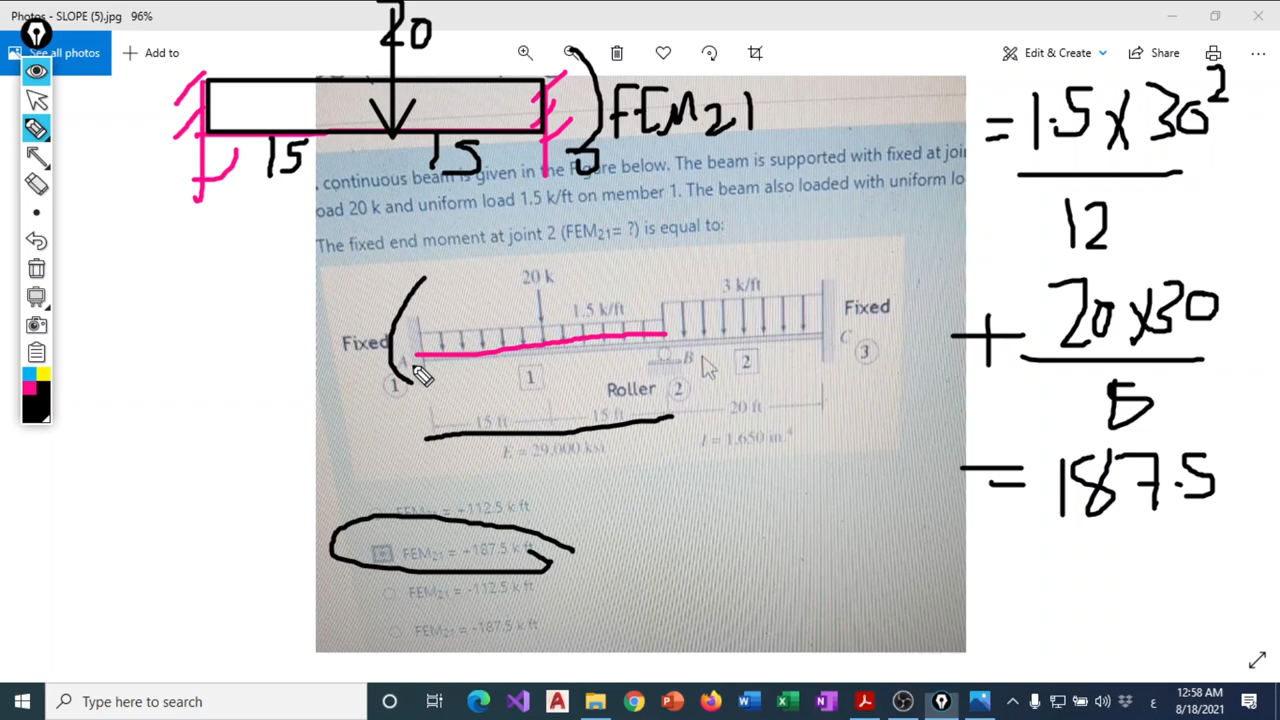 Photos - SLOPE (5).jpg 96%
See all photos
Add to
Edit & Create
Share
20
15
15
FEM21
continuous beam is given in the Figure below. The beam is supported with fixed at joi
oad 20 k and uniform load 1.5 k/ft on member 1. The beam also loaded with uniform lo
The fixed end moment at joint 2 (FEM21= ?) is equal to:
20 k
1.5 k/ft
3 k/ft
Fixed
Fixed
A
B
C
1
1
Roller
2
2
3
15 ft
15 ft
20 ft
E = 29,000 ksi
I = 1,650 in.4
FEM21 = +112.5 k ft
FEM21 = +187.5 k ft
FEM21 = -112.5 k ft
FEM21 = -187.5 k ft
= 1.5 x 30²
12
+ 20 x 30
8
= 187.5
Type here to search
ع
12:58 AM
8/18/2021